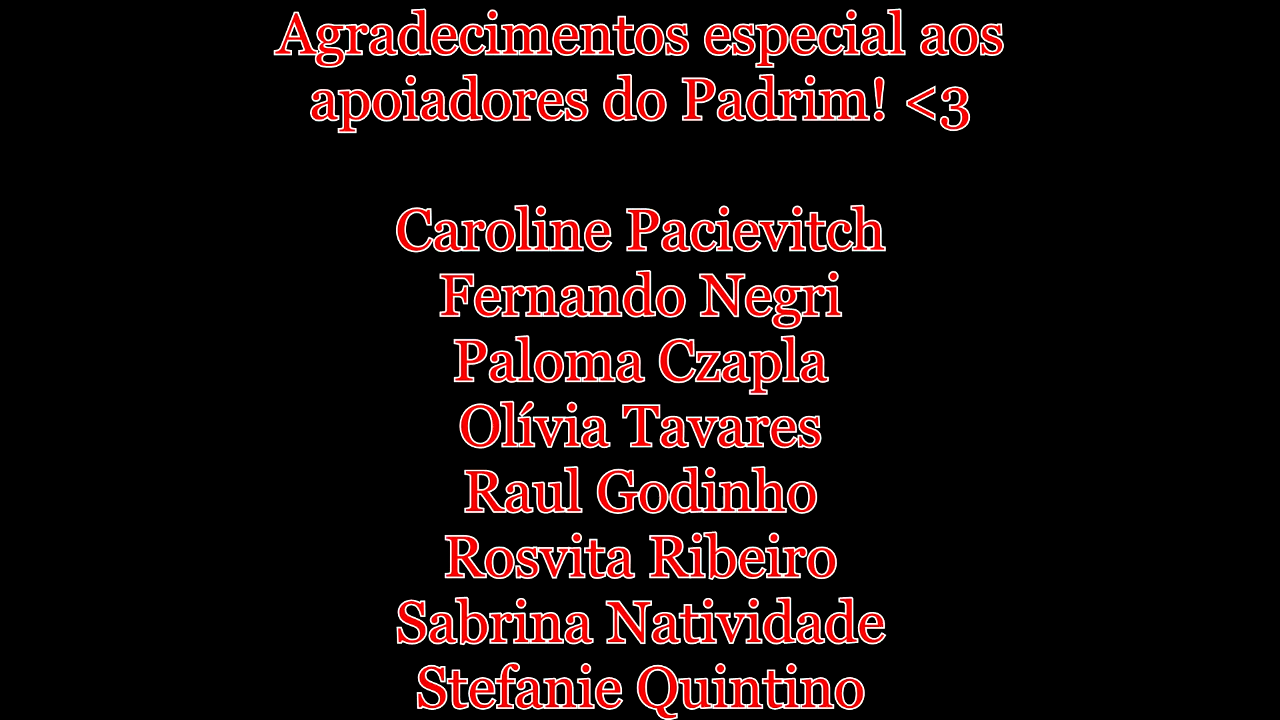 Agradecimentos especial aos
apoiadores do Padrim! <3
Caroline Pacievitch
Fernando Negri
Paloma Czapla
Olívia Tavares
Raul Godinho
Rosvita Ribeiro
Sabrina Natividade
Stefanie Quintino